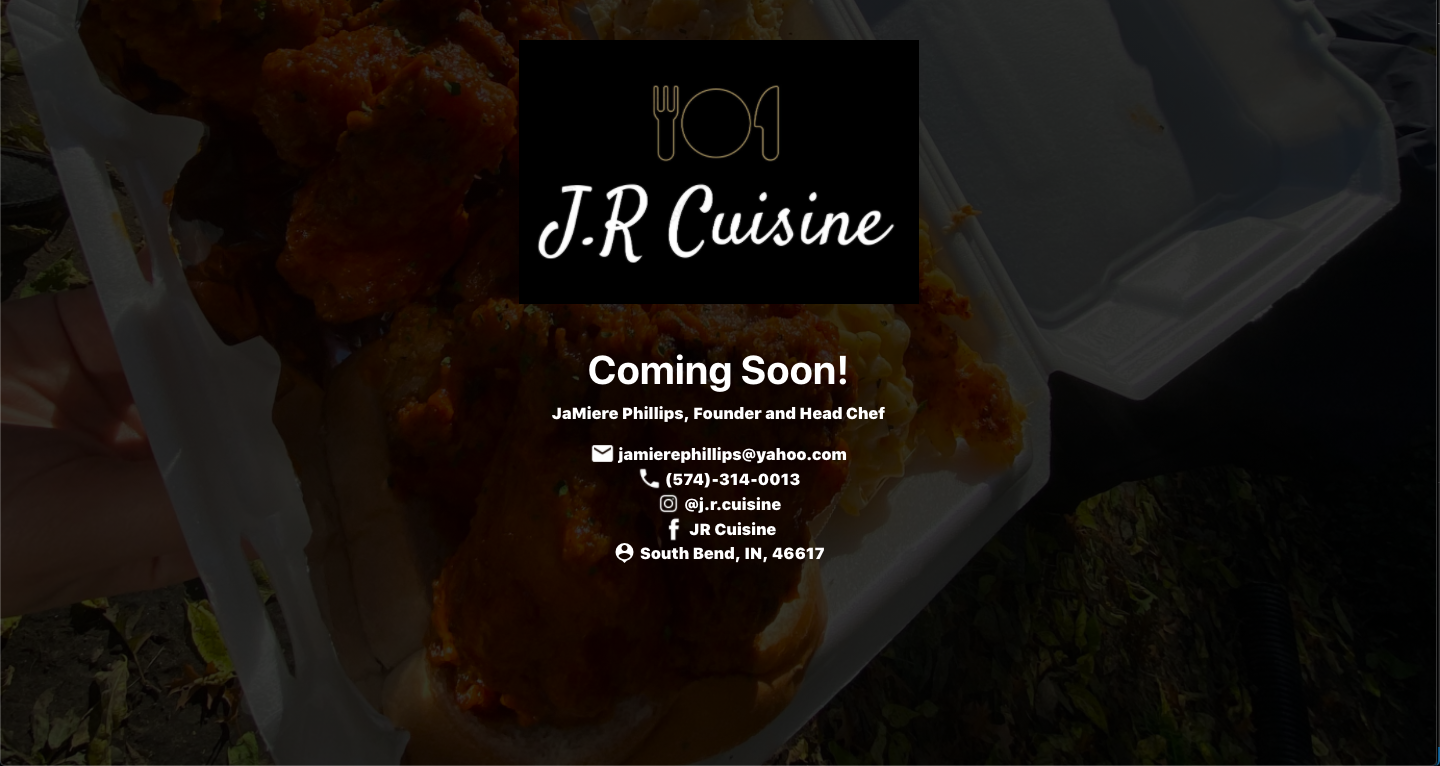 J.R Cuisine
Coming Soon!
JaMiere Phillips, Founder and Head Chef
jamierephillips@yahoo.com
(574)-314-0013
@j.r.cuisine
JR Cuisine
South Bend, IN, 46617